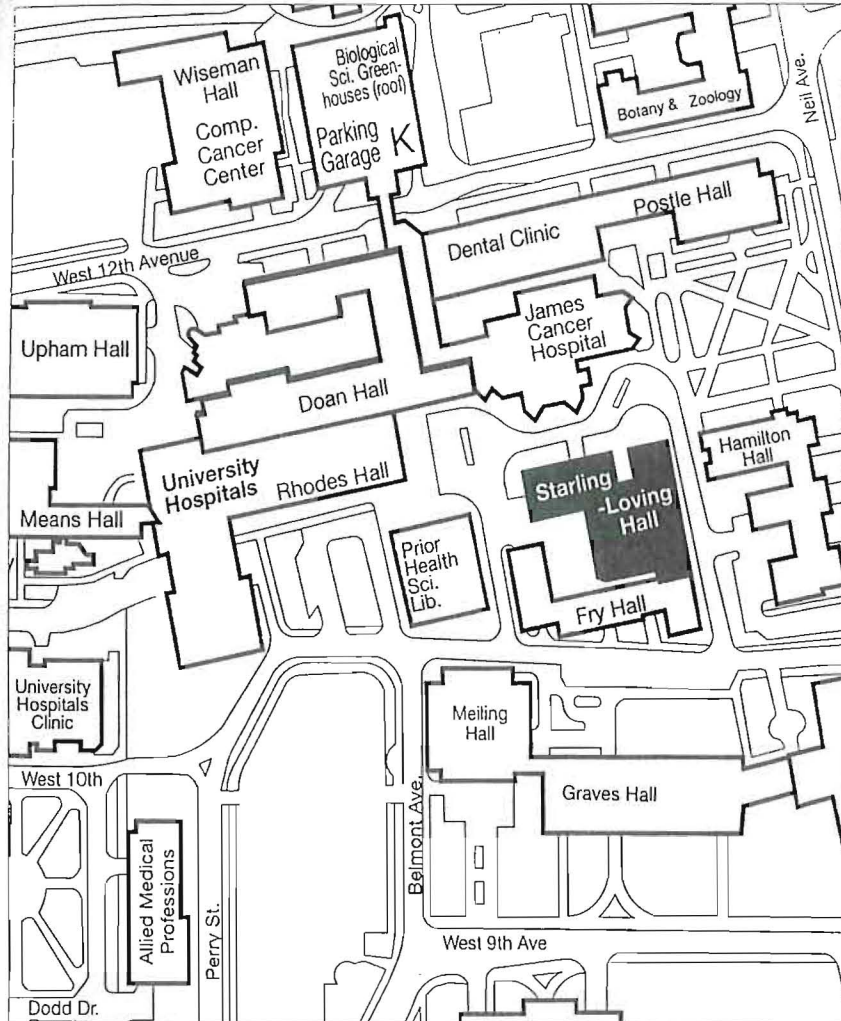 Wiseman
Hall
Comp.
Cancer
Center
Biological
Sci. Green-
houses (roof)
Parking
Garage K
Botany & Zoology
Neil Ave.
Postle Hall
Dental Clinic
West 12th Avenue
James
Cancer
Hospital
Upham Hall
Doan Hall
Hamilton
Hall
University
Hospitals
Rhodes Hall
Starling
-Loving
Hall
Means Hall
Prior
Health
Sci.
Lib.
Fry Hall
University
Hospitals
Clinic
Meiling
Hall
West 10th
Graves Hall
Belmont Ave.
Allied Medical
Professions
Perry St.
West 9th Ave
Dodd Dr.